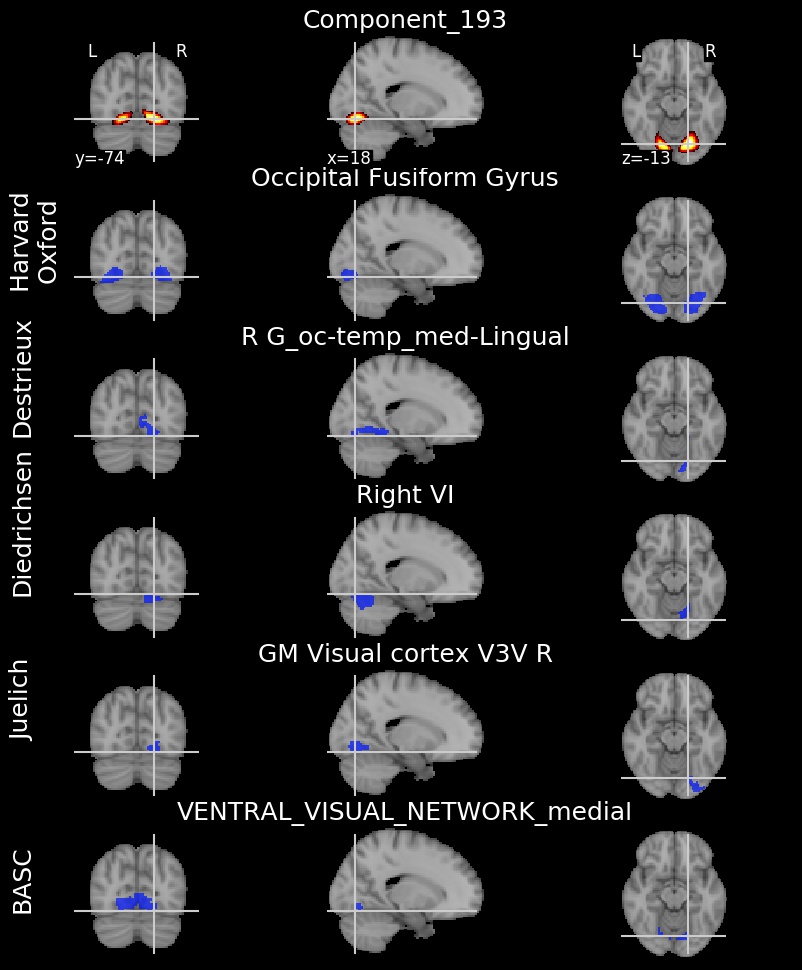 Component_193
L R L R
y=-74 x=18 z=-13
Occipital Fusiform Gyrus
Harvard
Oxford
R G_oc-temp_med-Lingual
Destrieux
Right VI
Diedrichsen
GM Visual cortex V3V R
Juelich
VENTRAL_VISUAL_NETWORK_medial
BASC